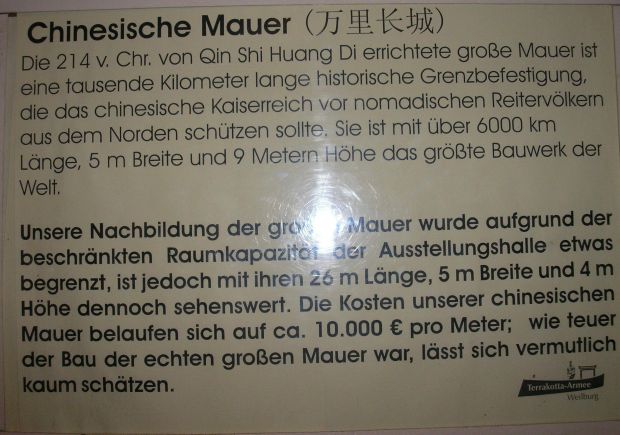 Chinesische Mauer (万里长城)
Die 214 v. Chr. von Qin Shi Huang Di errichtete große Mauer ist
eine tausende Kilometer lange historische Grenzbefestigung,
die das chinesische Kaiserreich vor nomadischen Reitervölkern
aus dem Norden schützen sollte. Sie ist mit über 6000 km
Länge, 5 m Breite und 9 Metern Höhe das größte Bauwerk der
Welt.
Unsere Nachbildung der großen Mauer wurde aufgrund der
beschränkten Raumkapazität der Ausstellungshalle etwas
begrenzt, ist jedoch mit ihren 26 m Länge, 5 m Breite und 4 m
Höhe dennoch sehenswert. Die Kosten unserer chinesischen
Mauer belaufen sich auf ca. 10.000 € pro Meter; wie teuer
der Bau der echten großen Mauer war, lässt sich vermutlich
kaum schätzen.
Terrakotta-Armee
Weilburg